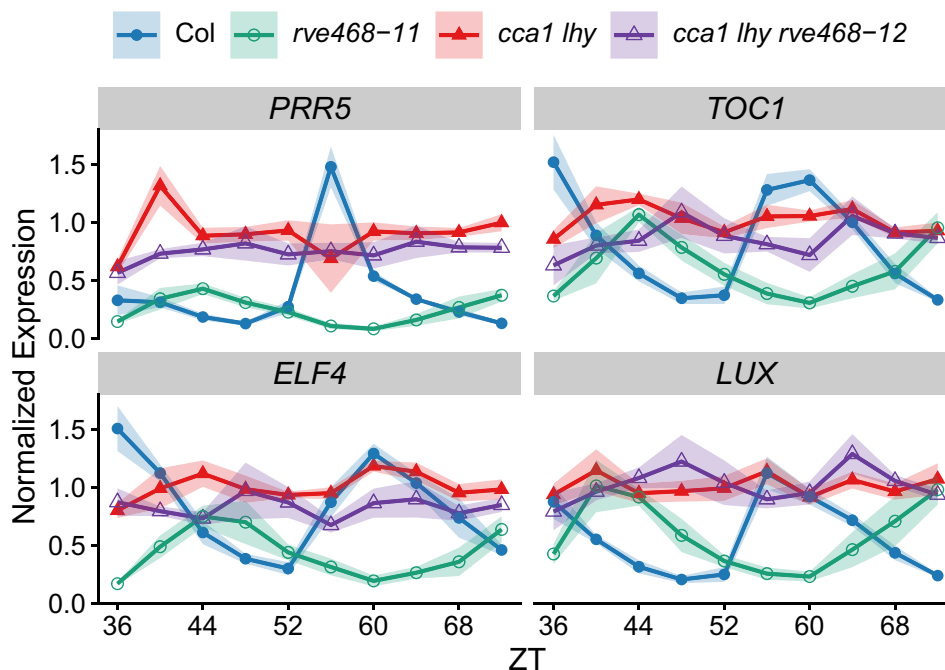 Col rve468−11 cca1 lhy cca1 lhy rve468−12
PRR5 TOC1
1.5
1.0
0.5
0.0
ELF4 LUX
1.5
1.0
0.5
0.0
Normalized Expression
36 44 52 60 68 36 44 52 60 68
ZT